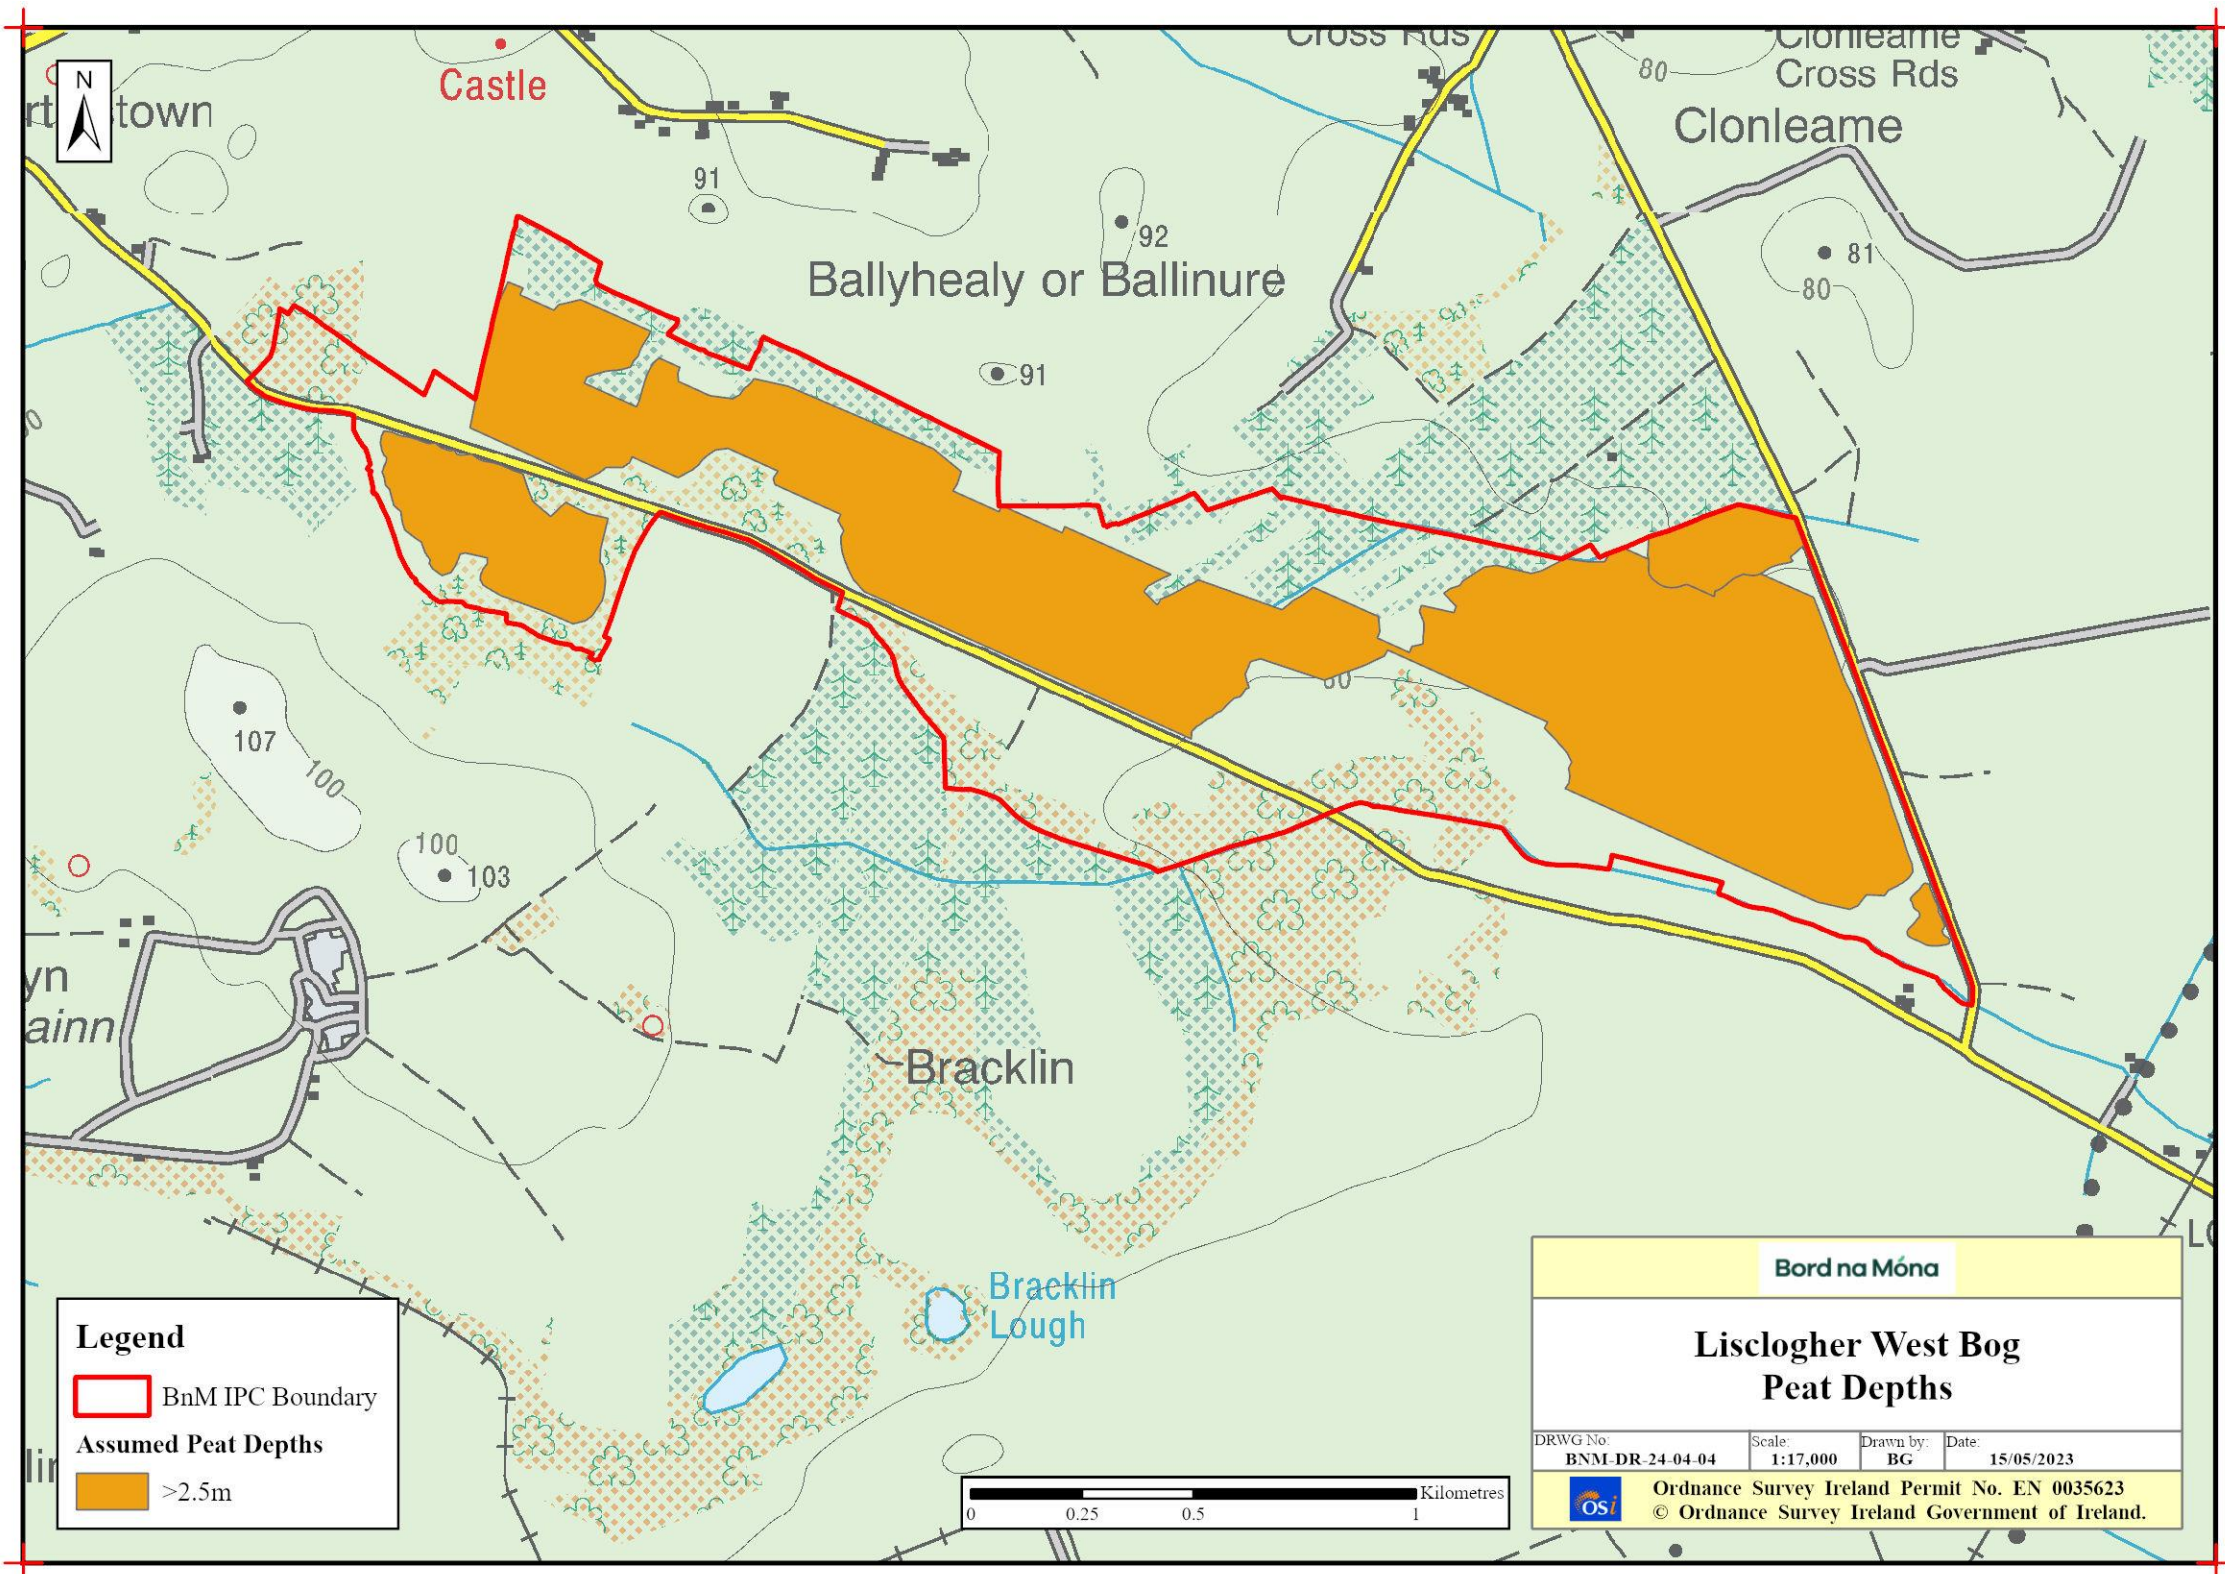 Cross Rds
Clonleame
Cross Rds
Clonleame
80
Castle
town
N
91
92
81
80
Ballyhealy or Ballinure
91
80
107
100
100
103
yn
ainn
Bracklin
Bracklin
Lough
Legend
BnM IPC Boundary
Assumed Peat Depths
>2.5m
Kilometres
0 0.25 0.5 1
Bord na Móna
Lisclogher West Bog
Peat Depths
DRWG No: BNM-DR-24-04-04
Scale: 1:17,000
Drawn by: BG
Date: 15/05/2023
OSi
Ordnance Survey Ireland Permit No. EN 0035623
© Ordnance Survey Ireland Government of Ireland.